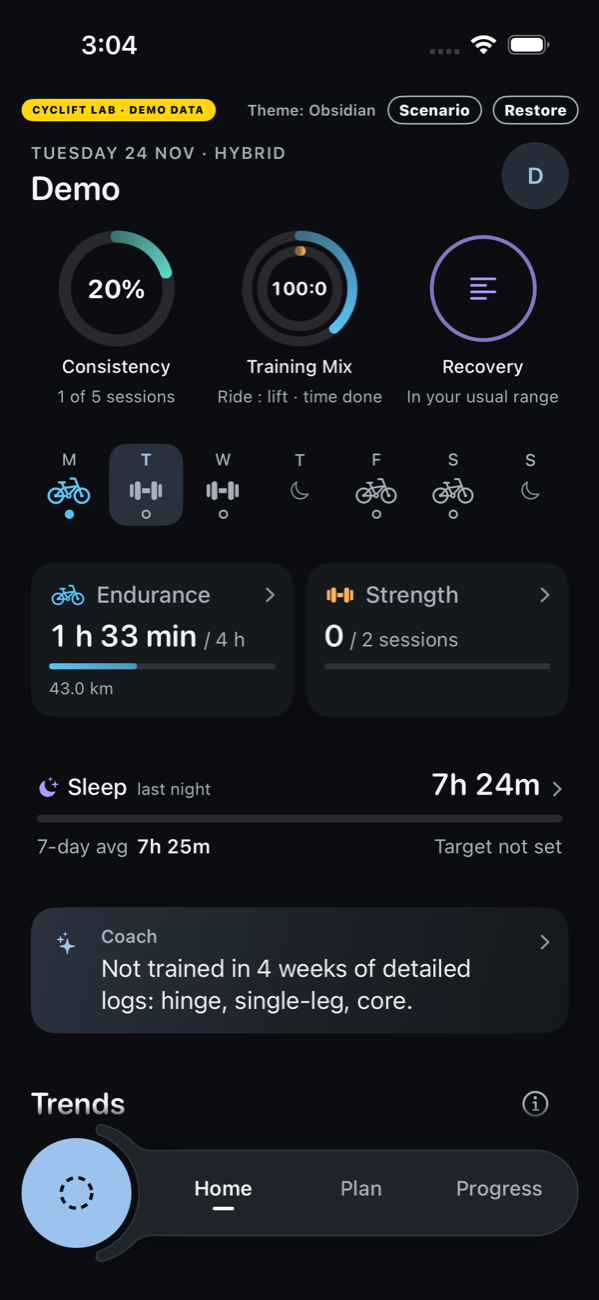 3:04
CYCLIFT LAB · DEMO DATA
Theme: Obsidian
Scenario
Restore
TUESDAY 24 NOV · HYBRID
Demo
D
20%
100:0
Consistency
Training Mix
Recovery
1 of 5 sessions
Ride : lift · time done
In your usual range
M
T
W
T
F
S
S
Endurance
1 h 33 min / 4 h
43.0 km
Strength
0 / 2 sessions
Sleep last night
7h 24m
7-day avg 7h 25m
Target not set
Coach
Not trained in 4 weeks of detailed
logs: hinge, single-leg, core.
Trends
Home
Plan
Progress